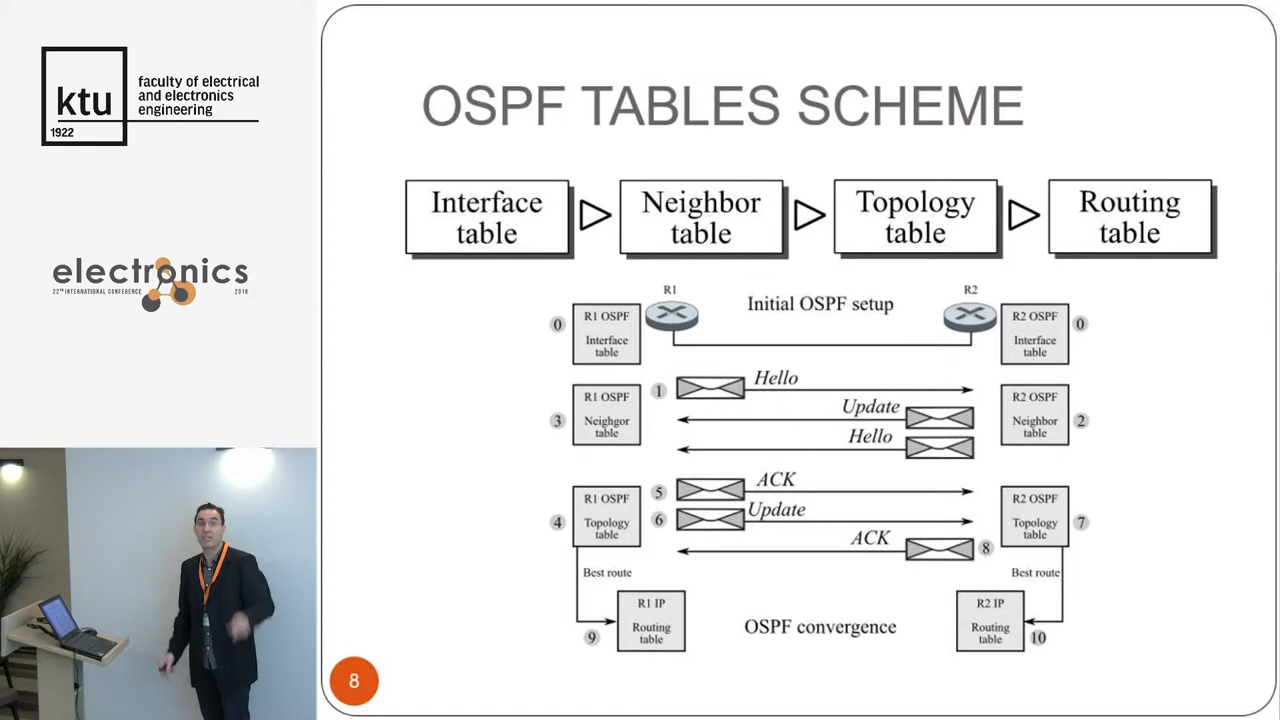 ktu
1922
faculty of electrical
and electronics
engineering
electronics
22ND INTERNATIONAL CONFERENCE 2018
OSPF TABLES SCHEME
Interface
table
Neighbor
table
Topology
table
Routing
table
R1
Initial OSPF setup
R2
0
R1 OSPF
Interface
table
R2 OSPF
Interface
table
0
1
Hello
3
R1 OSPF
Neighgor
table
Update
Hello
R2 OSPF
Neighbor
table
2
5
ACK
4
R1 OSPF
Topology
table
6
Update
ACK
8
R2 OSPF
Topology
table
7
Best route
Best route
9
R1 IP
Routing
table
OSPF convergence
R2 IP
Routing
table
10
8